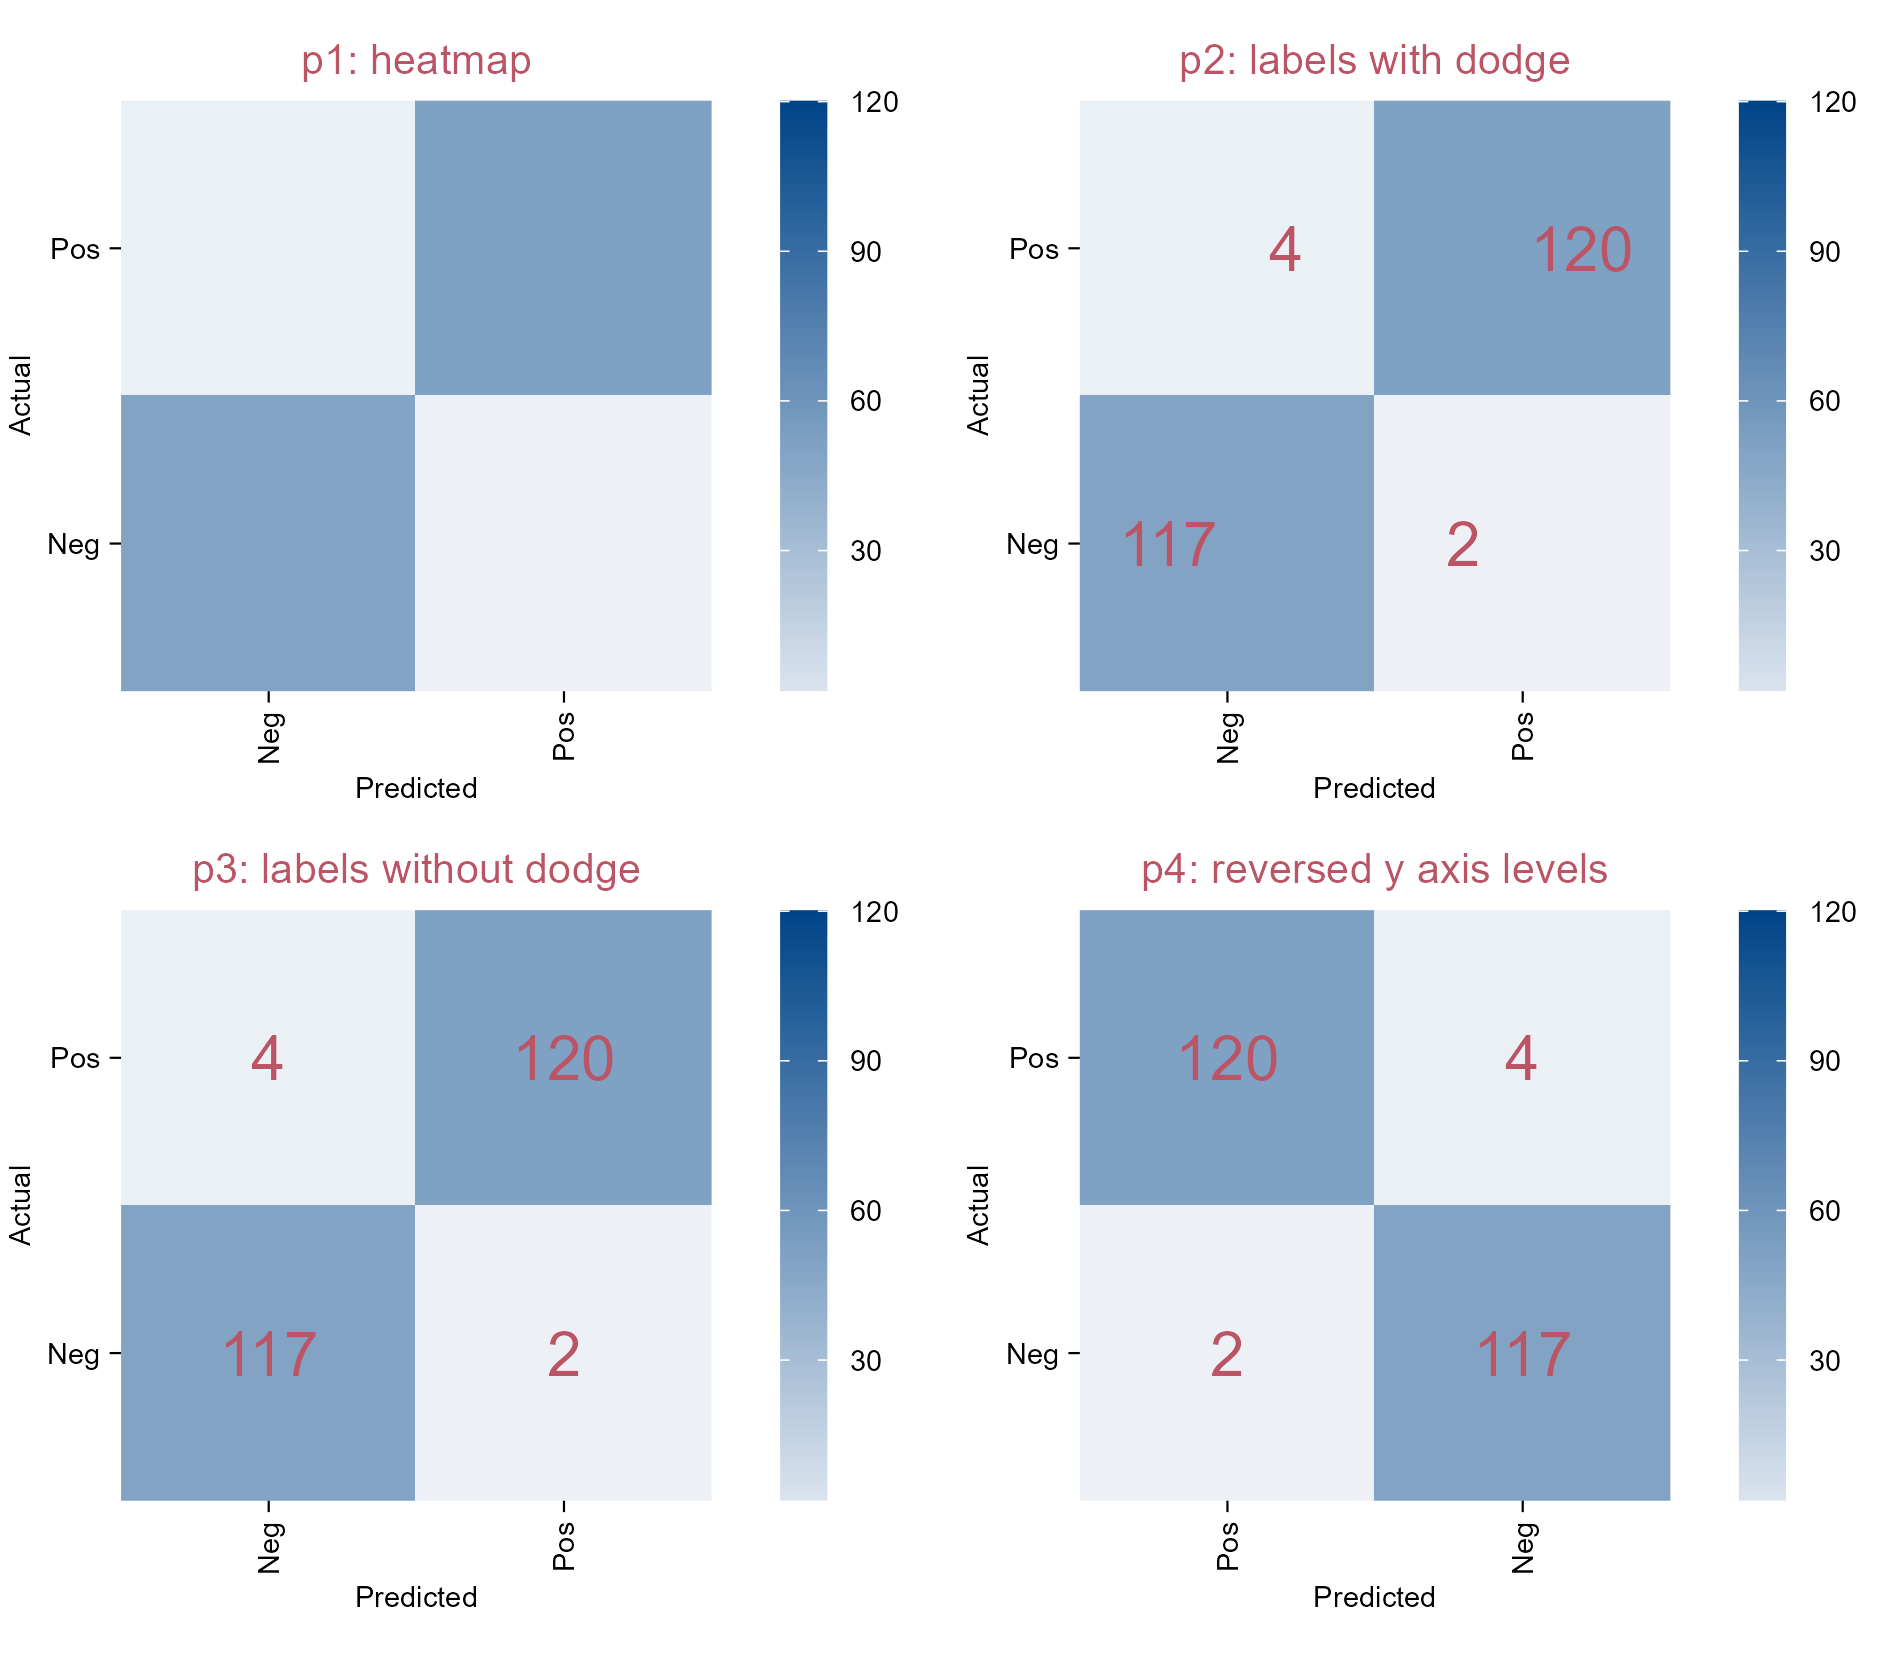 p1: heatmap
120
90
60
30
Pos
Neg
Actual
Neg
Pos
Predicted
p2: labels with dodge
120
90
60
30
Pos
Neg
Actual
4
120
117
2
Neg
Pos
Predicted
p3: labels without dodge
120
90
60
30
Pos
Neg
Actual
4
120
117
2
Neg
Pos
Predicted
p4: reversed y axis levels
120
90
60
30
Pos
Neg
Actual
120
4
2
117
Pos
Neg
Predicted